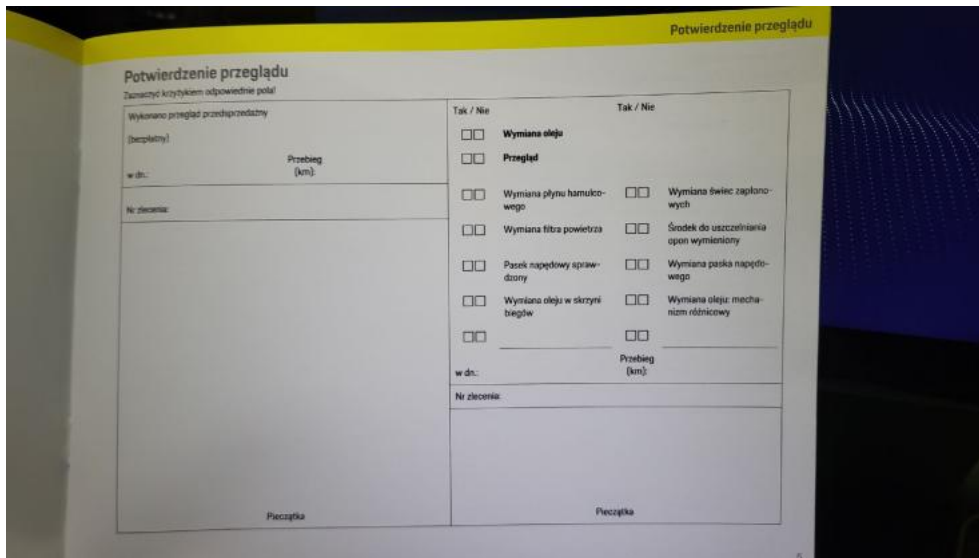 Potwierdzenie przeglądu
Potwierdzenie przeglądu
Zaznaczyć krzyżykiem odpowiednie pola!
Wykonano przegląd przedsprzedażny
(bezpłatny)
w dn.:
Przebieg
(km):
Nr zlecenia:
Pieczątka
Tak / Nie
Tak / Nie
Wymiana oleju
Przegląd
Wymiana płynu hamulco-
wego
Wymiana świec zapłono-
wych
Wymiana filtra powietrza
Środek do uszczelniania
opon wymieniony
Pasek napędowy spraw-
dzony
Wymiana paska napędo-
wego
Wymiana oleju w skrzyni
biegów
Wymiana oleju: mecha-
nizm różnicowy
w dn.:
Przebieg
(km):
Nr zlecenia:
Pieczątka